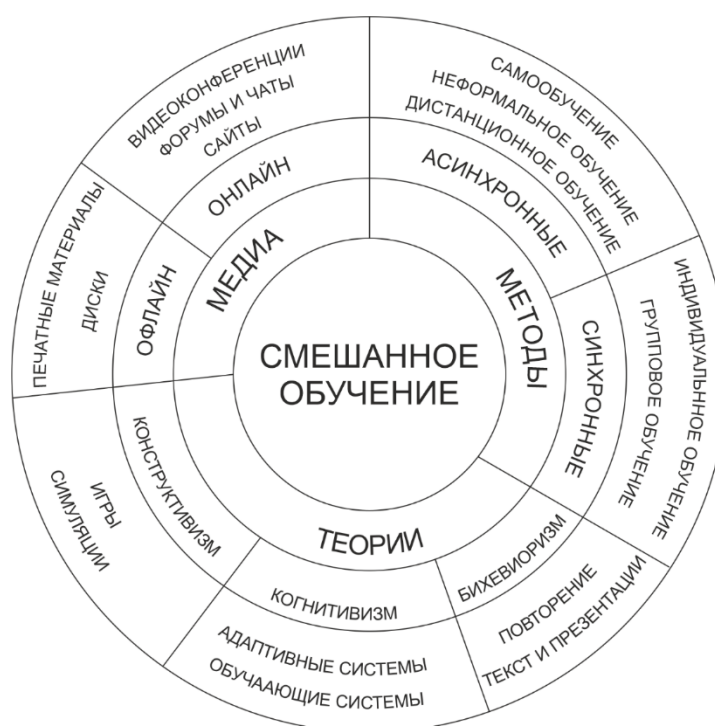 СМЕШАННОЕ
ОБУЧЕНИЕ
МЕДИА
ОНЛАЙН
ВИДЕОКОНФЕРЕНЦИИ
ФОРУМЫ И ЧАТЫ
САЙТЫ
ОФЛАЙН
ПЕЧАТНЫЕ МАТЕРИАЛЫ
ДИСКИ
МЕТОДЫ
АСИНХРОННЫЕ
САМООБУЧЕНИЕ
НЕФОРМАЛЬНОЕ ОБУЧЕНИЕ
ДИСТАНЦИОННОЕ ОБУЧЕНИЕ
СИНХРОННЫЕ
ИНДИВИДУАЛЬННОЕ ОБУЧЕНИЕ
ГРУППОВОЕ ОБУЧЕНИЕ
ТЕОРИИ
БИХЕВИОРИЗМ
ПОВТОРЕНИЕ
ТЕКСТ И ПРЕЗЕНТАЦИИ
КОГНИТИВИЗМ
АДАПТИВНЫЕ СИСТЕМЫ
ОБУЧААЮЩИЕ СИСТЕМЫ
КОНСТРУКТИВИЗМ
ИГРЫ
СИМУЛЯЦИИ